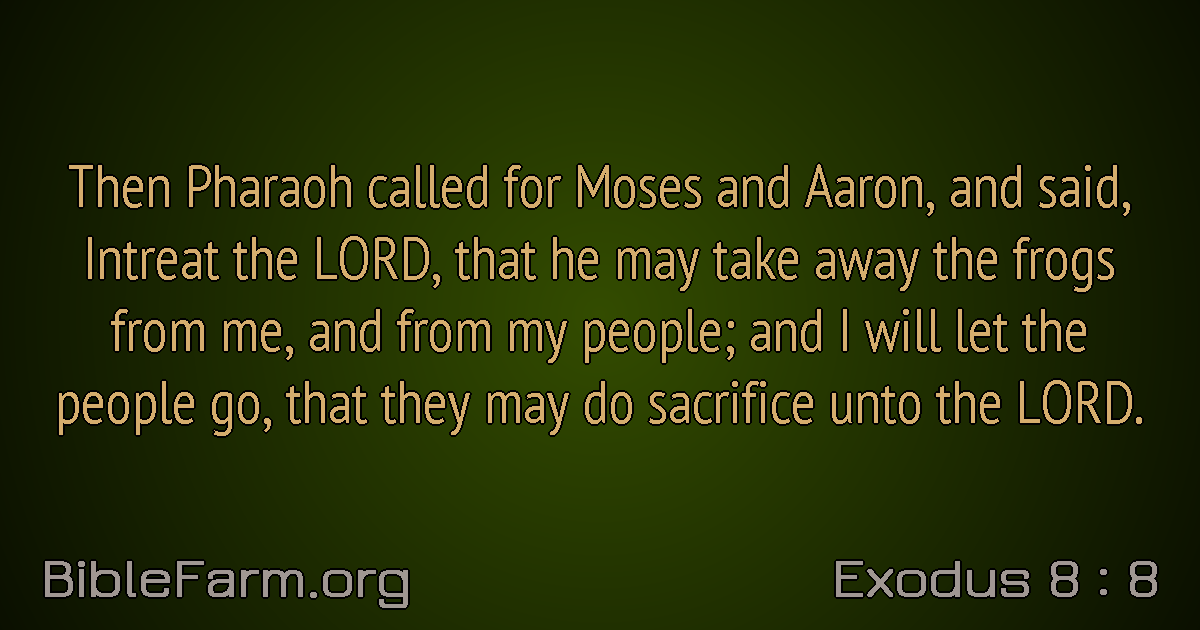 Then Pharaoh called for Moses and Aaron, and said,
Intreat the LORD, that he may take away the frogs
from me, and from my people; and I will let the
people go, that they may do sacrifice unto the LORD.
BibleFarm.org
Exodus 8 : 8